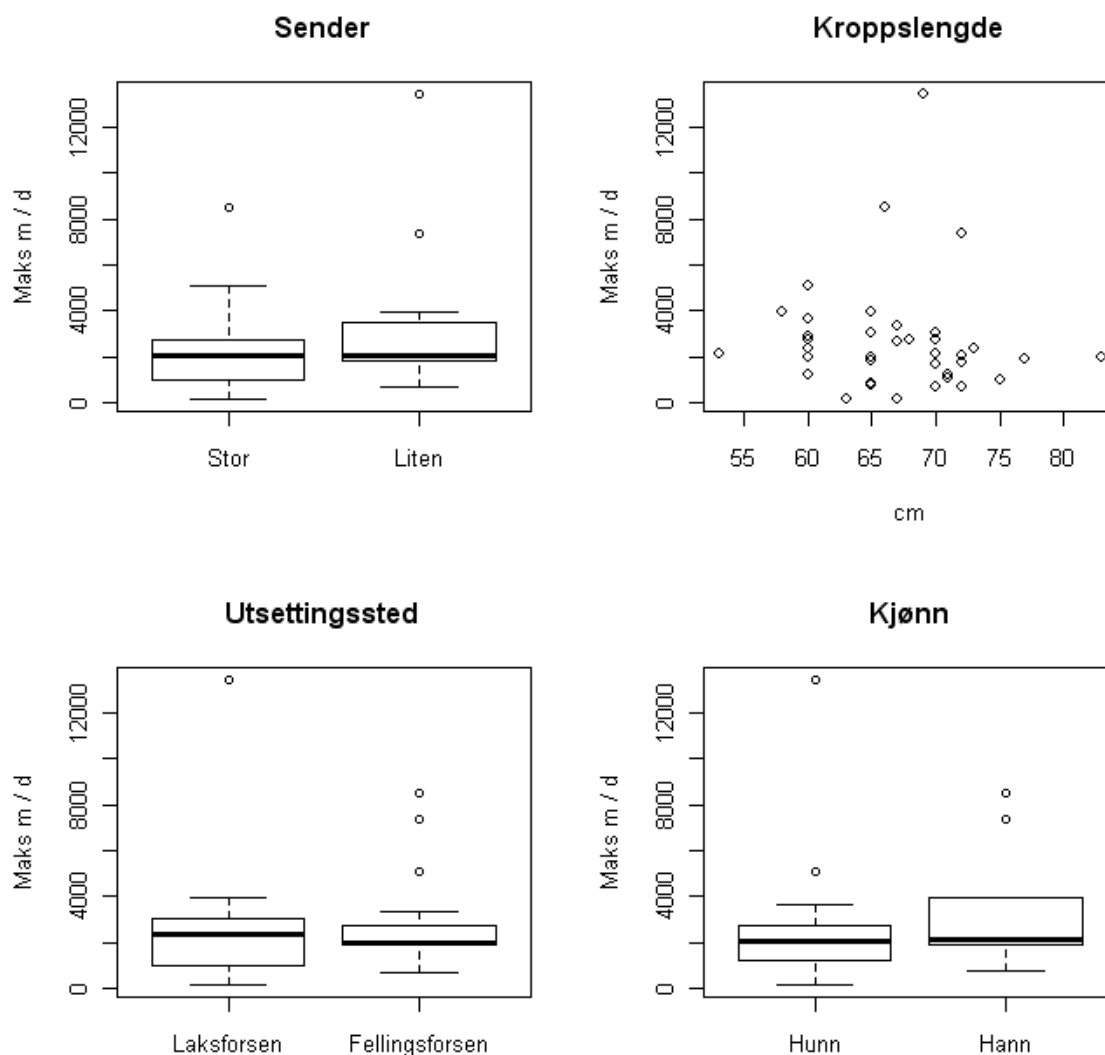 Sender
Maks m / d
0 4000 8000 12000
Stor Liten
Kroppslengde
Maks m / d
0 4000 8000 12000
55 60 65 70 75 80
cm
Utsettingssted
Maks m / d
0 4000 8000 12000
Laksforsen Fellingsforsen
Kjønn
Maks m / d
0 4000 8000 12000
Hunn Hann